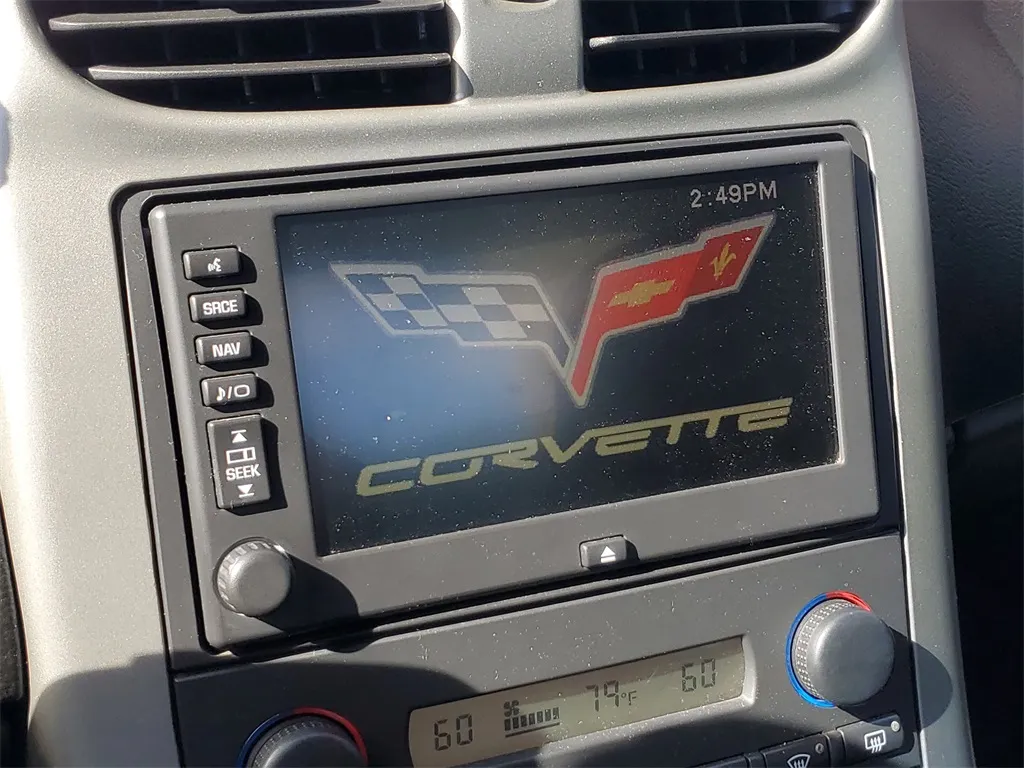 2:49PM
SRCE
NAV
SEEK
CORVETTE
60 79°F 60